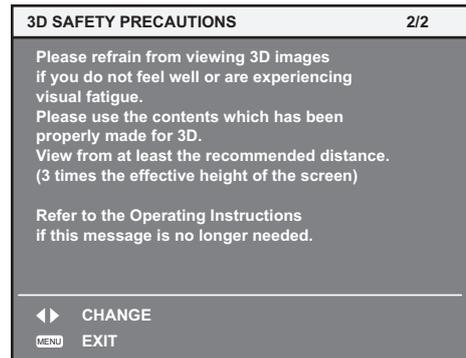 3D SAFETY PRECAUTIONS 2/2
Please refrain from viewing 3D images
if you do not feel well or are experiencing
visual fatigue.
Please use the contents which has been
properly made for 3D.
View from at least the recommended distance.
(3 times the effective height of the screen)
Refer to the Operating Instructions
if this message is no longer needed.
CHANGE
MENU EXIT